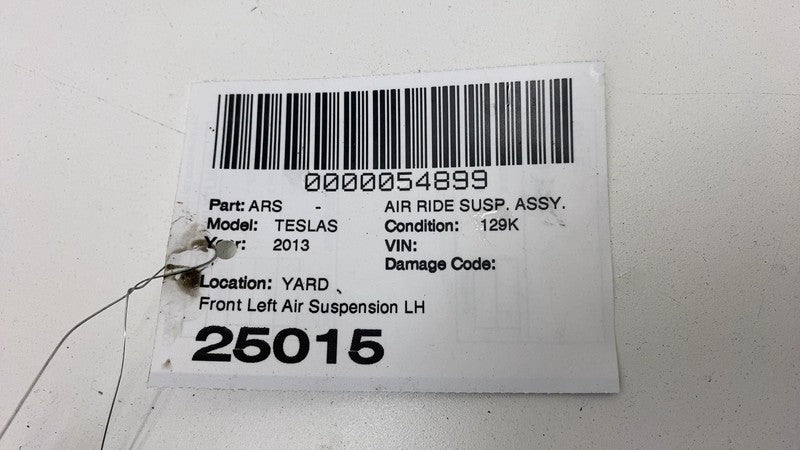 0000054899
Part: ARS - AIR RIDE SUSP. ASSY.
Model: TESLAS Condition: 129K
Year: 2013 VIN:
Damage Code:
Location: YARD
Front Left Air Suspension LH
25015